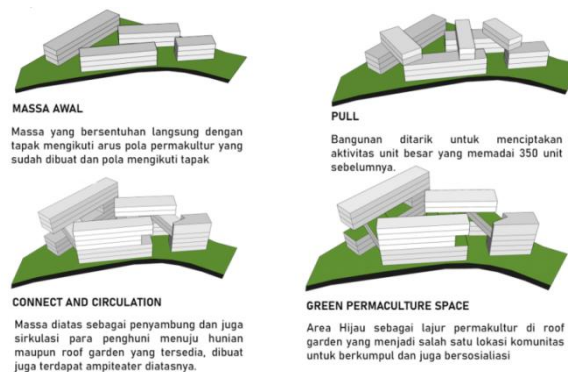 MASSA AWAL
Massa yang bersentuhan langsung dengan
tapak mengikuti arus pola permakultur yang
sudah dibuat dan pola mengikuti tapak
PULL
Bangunan ditarik untuk menciptakan
aktivitas unit besar yang memadai 350 unit
sebelumnya.
CONNECT AND CIRCULATION
Massa diatas sebagai penyambung dan juga
sirkulasi para penghuni menuju hunian
maupun roof garden yang tersedia, dibuat
juga terdapat ampiteater diatasnya.
GREEN PERMACULTURE SPACE
Area Hijau sebagai lajur permakultur di roof
garden yang menjadi salah satu lokasi komunitas
untuk berkumpul dan juga bersosialiasi